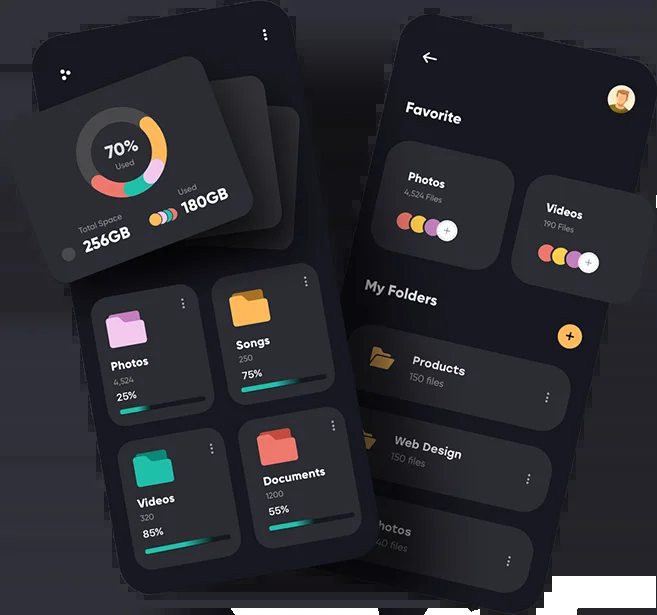 70%
Used
Total Space
256GB
Used
180GB
Photos
4,524
25%
Songs
250
75%
Videos
320
85%
Documents
1200
55%
Favorite
Photos
4,524 Files
Videos
190 Files
My Folders
Products
150 files
Web Design
150 files
hotos
40 files